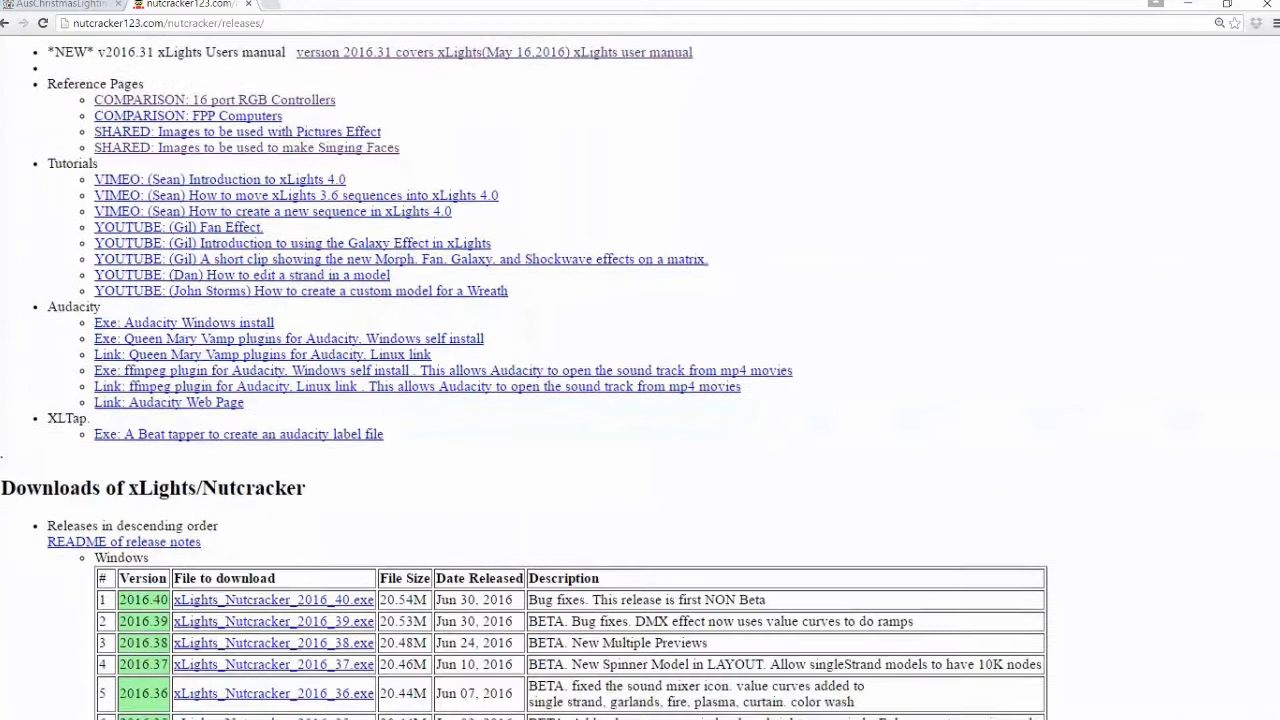 AusChristmasLightin
nutcracker123.com/nutc
nutcracker123.com/nutcracker/releases/
*NEW* v2016.31 xLights Users manual version 2016.31 covers xLights(May 16,2016) xLights user manual
Reference Pages
COMPARISON: 16 port RGB Controllers
COMPARISON: FPP Computers
SHARED: Images to be used with Pictures Effect
SHARED: Images to be used to make Singing Faces
Tutorials
VIMEO: (Sean) Introduction to xLights 4.0
VIMEO: (Sean) How to move xLights 3.6 sequences into xLights 4.0
VIMEO: (Sean) How to create a new sequence in xLights 4.0
YOUTUBE: (Gil) Fan Effect.
YOUTUBE: (Gil) Introduction to using the Galaxy Effect in xLights
YOUTUBE: (Gil) A short clip showing the new Morph, Fan, Galaxy, and Shockwave effects on a matrix.
YOUTUBE: (Dan) How to edit a strand in a model
YOUTUBE: (John Storms) How to create a custom model for a Wreath
Audacity
Exe: Audacity Windows install
Exe: Queen Mary Vamp plugins for Audacity, Windows self install
Link: Queen Mary Vamp plugins for Audacity, Linux link
Exe: ffmpeg plugin for Audacity, Windows self install . This allows Audacity to open the sound track from mp4 movies
Link: ffmpeg plugin for Audacity, Linux link . This allows Audacity to open the sound track from mp4 movies
Link: Audacity Web Page
XLTap.
Exe: A Beat tapper to create an audacity label file
.
Downloads of xLights/Nutcracker
Releases in descending order
README of release notes
Windows
# Version File to download File Size Date Released Description
1 2016.40 xLights_Nutcracker_2016_40.exe 20.54M Jun 30, 2016 Bug fixes. This release is first NON Beta
2 2016.39 xLights_Nutcracker_2016_39.exe 20.53M Jun 30, 2016 BETA. Bug fixes. DMX effect now uses value curves to do ramps
3 2016.38 xLights_Nutcracker_2016_38.exe 20.48M Jun 24, 2016 BETA. New Multiple Previews
4 2016.37 xLights_Nutcracker_2016_37.exe 20.46M Jun 10, 2016 BETA. New Spinner Model in LAYOUT. Allow singleStrand models to have 10K nodes
5 2016.36 xLights_Nutcracker_2016_36.exe 20.44M Jun 07, 2016 BETA. fixed the sound mixer icon. value curves added to
single strand, garlands, fire, plasma, curtain. color wash